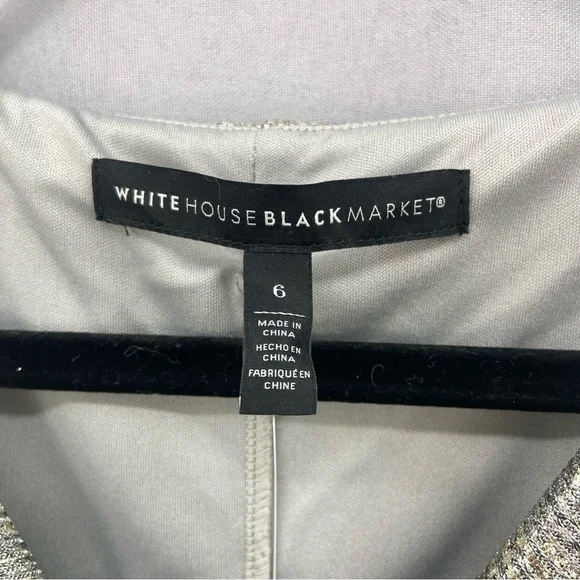 WHITE HOUSE BLACK MARKET®
6
MADE IN
CHINA
HECHO EN
CHINA
FABRIQUÉ EN
CHINE